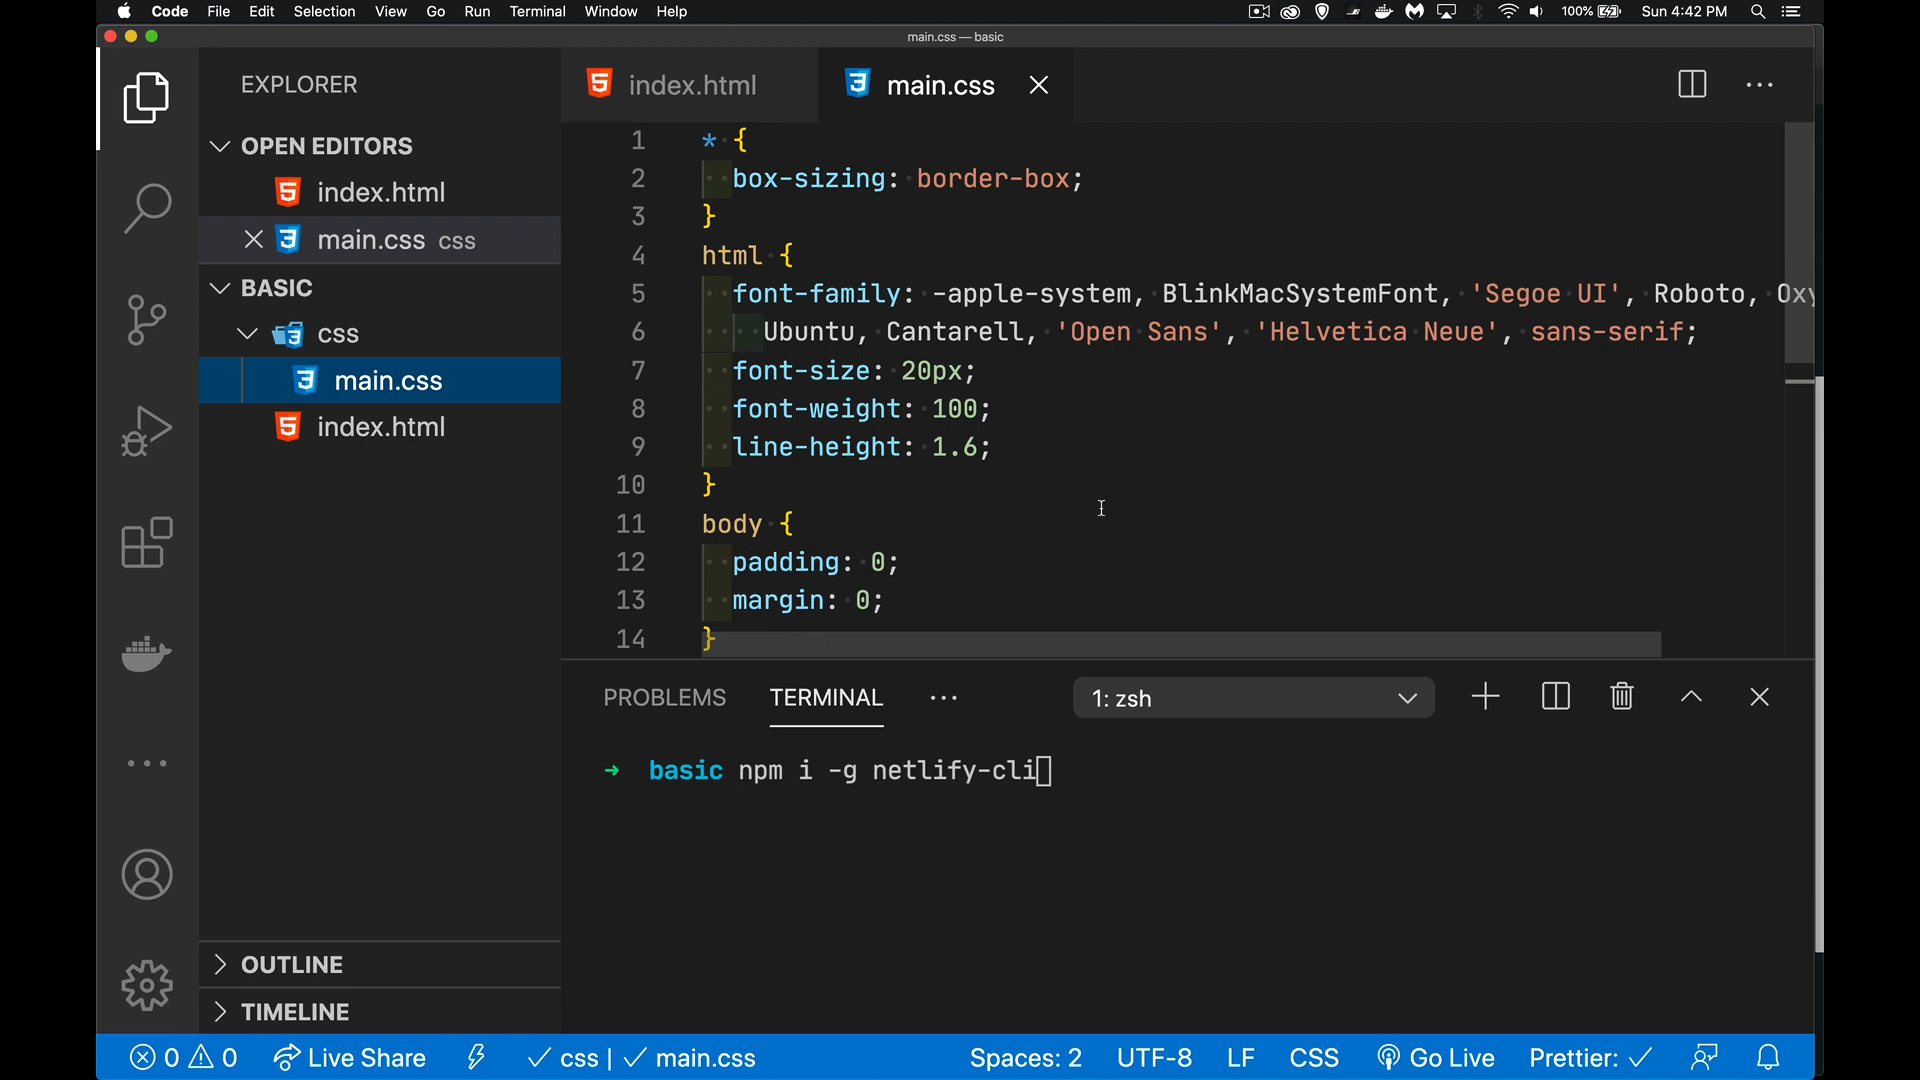 Code File Edit Selection View Go Run Terminal Window Help 100% Sun 4:42 PM
main.css — basic
EXPLORER
OPEN EDITORS
index.html
main.css css
BASIC
css
main.css
index.html
OUTLINE
TIMELINE
index.html main.css
1 * {
2 box-sizing: border-box;
3 }
4 html {
5 font-family: -apple-system, BlinkMacSystemFont, 'Segoe UI', Roboto, Oxy
6 Ubuntu, Cantarell, 'Open Sans', 'Helvetica Neue', sans-serif;
7 font-size: 20px;
8 font-weight: 100;
9 line-height: 1.6;
10 }
11 body {
12 padding: 0;
13 margin: 0;
14 }
PROBLEMS TERMINAL 1: zsh
➜ basic npm i -g netlify-cli
0 0 Live Share ✓ css | ✓ main.css Spaces: 2 UTF-8 LF CSS Go Live Prettier: ✓